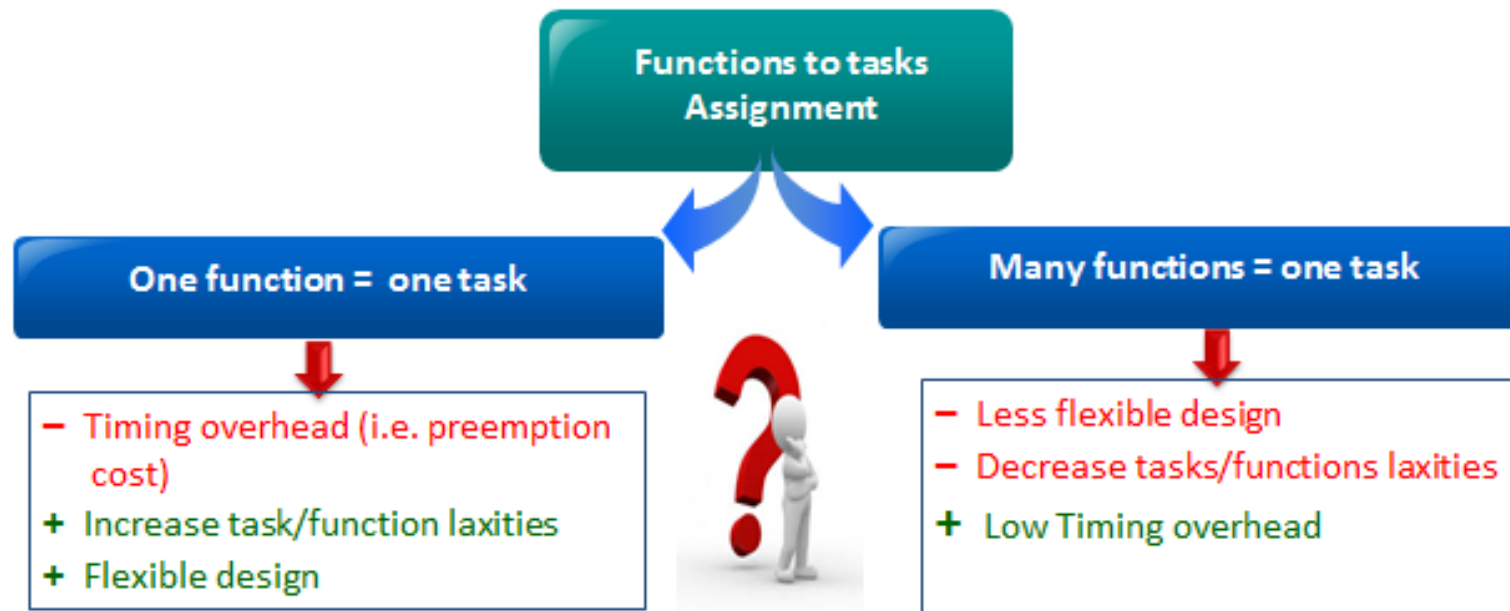 Functions to tasks
Assignment
One function = one task
Many functions = one task
− Timing overhead (i.e. preemption
cost)
+ Increase task/function laxities
+ Flexible design
− Less flexible design
− Decrease tasks/functions laxities
+ Low Timing overhead
?